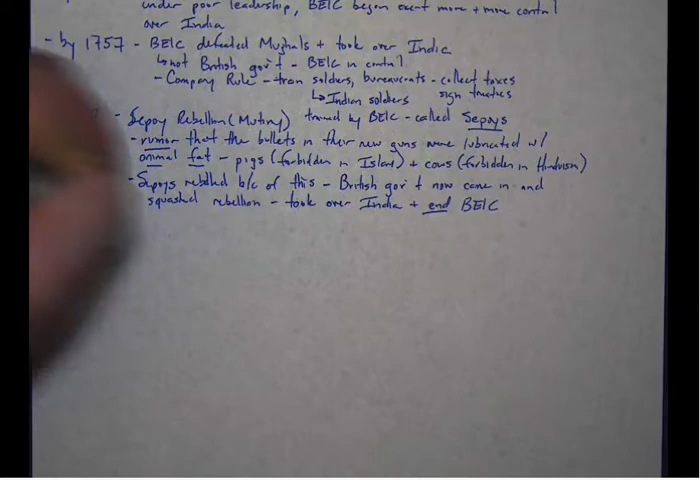 under poor leadership, BEIC began exert more + more control
over India
- by 1757 - BEIC defeated Mughals + took over India
↳ not British gov't - BEIC in control
- Company Rule - train solders, bureaucrats - collect taxes
sign treaties
↳ Indian soldiers
- Sepoy Rebellion (Mutiny) trained by BEIC - called Sepoys
- rumor that the bullets in their new guns were lubricated w/
animal fat - pigs (forbidden in Islam) + cows (forbidden in Hinduism)
- Sepoys rebelled b/c of this - British gov't now came in and
squashed rebellion - took over India + end BEIC